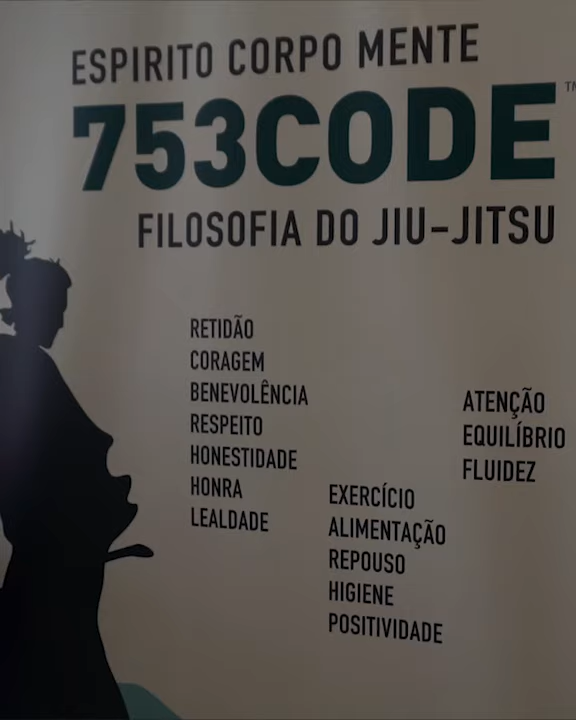 ESPIRITO CORPO MENTE
753CODE™
FILOSOFIA DO JIU-JITSU
RETIDÃO
CORAGEM
BENEVOLÊNCIA
RESPEITO
HONESTIDADE
HONRA
LEALDADE
EXERCÍCIO
ALIMENTAÇÃO
REPOUSO
HIGIENE
POSITIVIDADE
ATENÇÃO
EQUILÍBRIO
FLUIDEZ